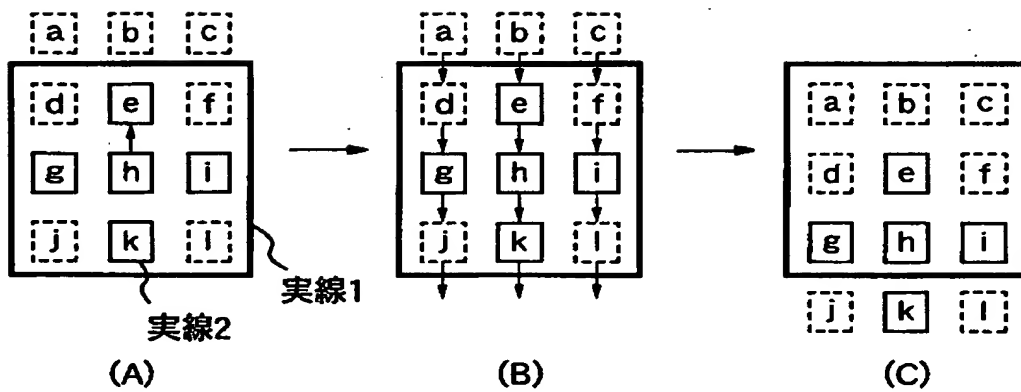 a b c a b c
d e f d e f a b c
g h i g h i d e f
j k l j k l g h i
実線1
実線2
j k l
(A) (B) (C)